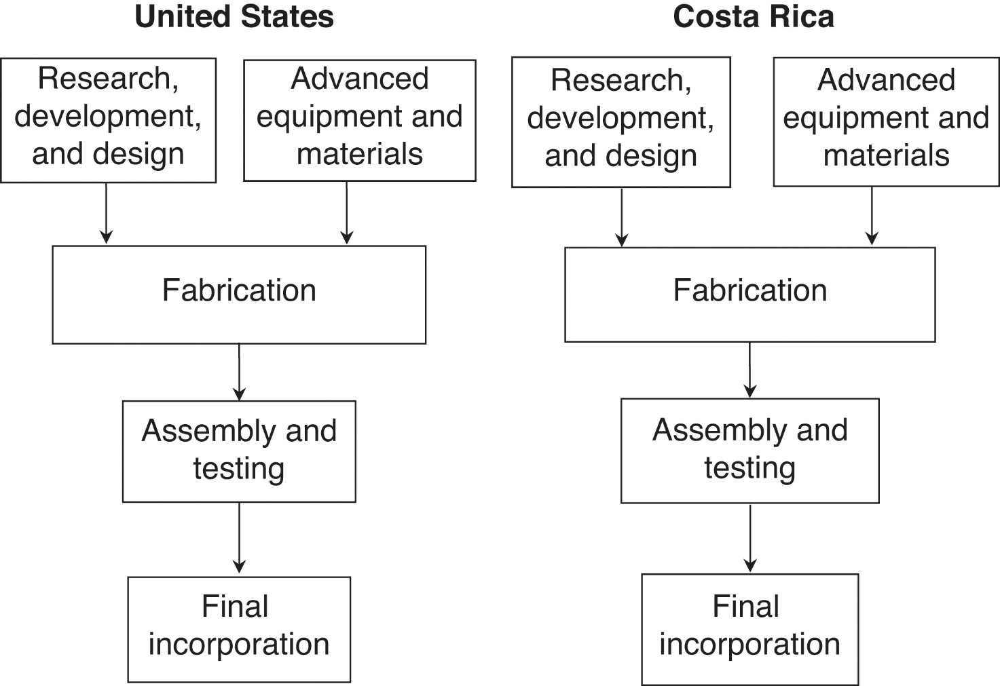 United States
Research,
development,
and design
Advanced
equipment and
materials
Fabrication
Assembly and
testing
Final
incorporation
Costa Rica
Research,
development,
and design
Advanced
equipment and
materials
Fabrication
Assembly and
testing
Final
incorporation